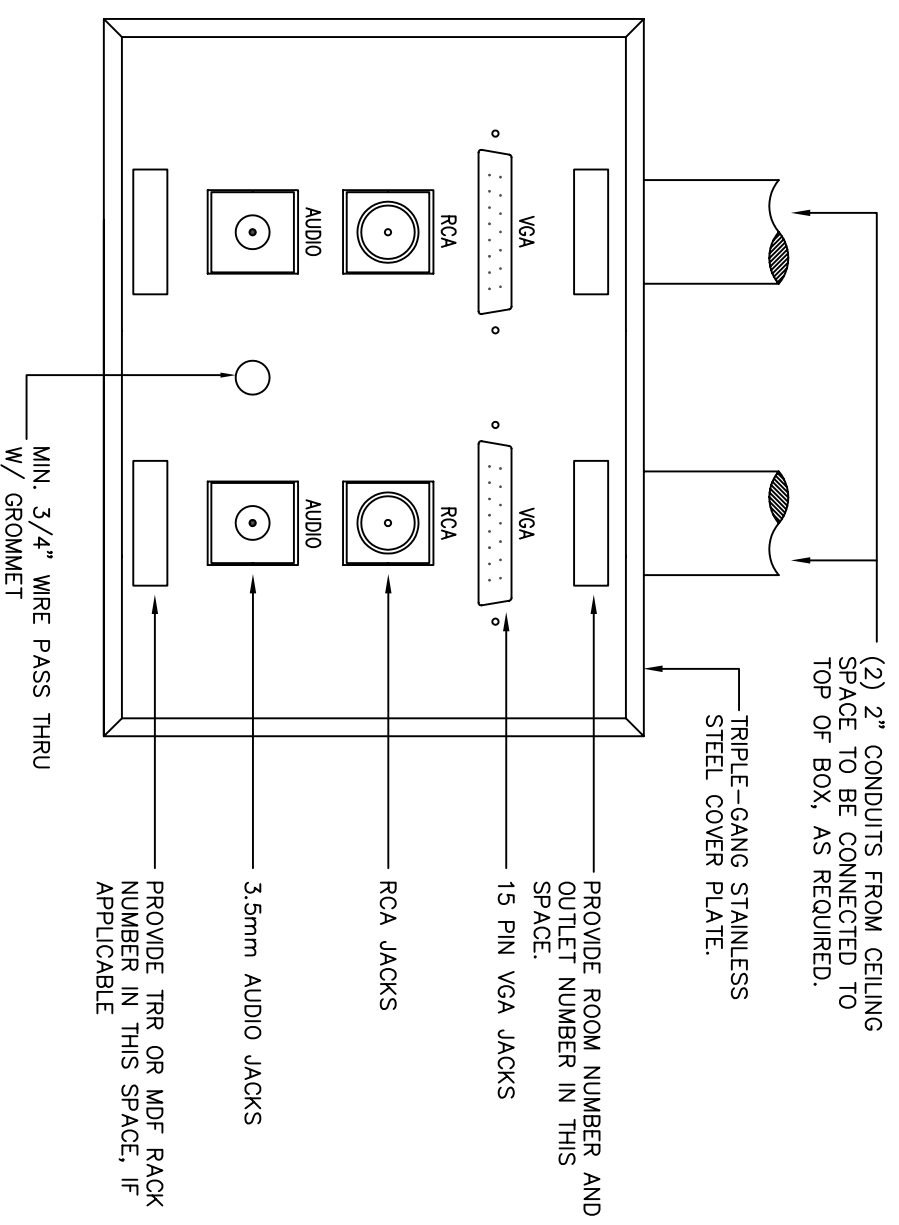 (2) 2" CONDUITS FROM CEILING
SPACE TO BE CONNECTED TO
TOP OF BOX, AS REQUIRED.
TRIPLE-GANG STAINLESS
STEEL COVER PLATE.
PROVIDE ROOM NUMBER AND
OUTLET NUMBER IN THIS
SPACE.
VGA
VGA
15 PIN VGA JACKS
RCA
RCA
RCA JACKS
AUDIO
AUDIO
3.5mm AUDIO JACKS
PROVIDE TRR OR MDF RACK
NUMBER IN THIS SPACE, IF
APPLICABLE
MIN. 3/4" WIRE PASS THRU
W/ GROMMET